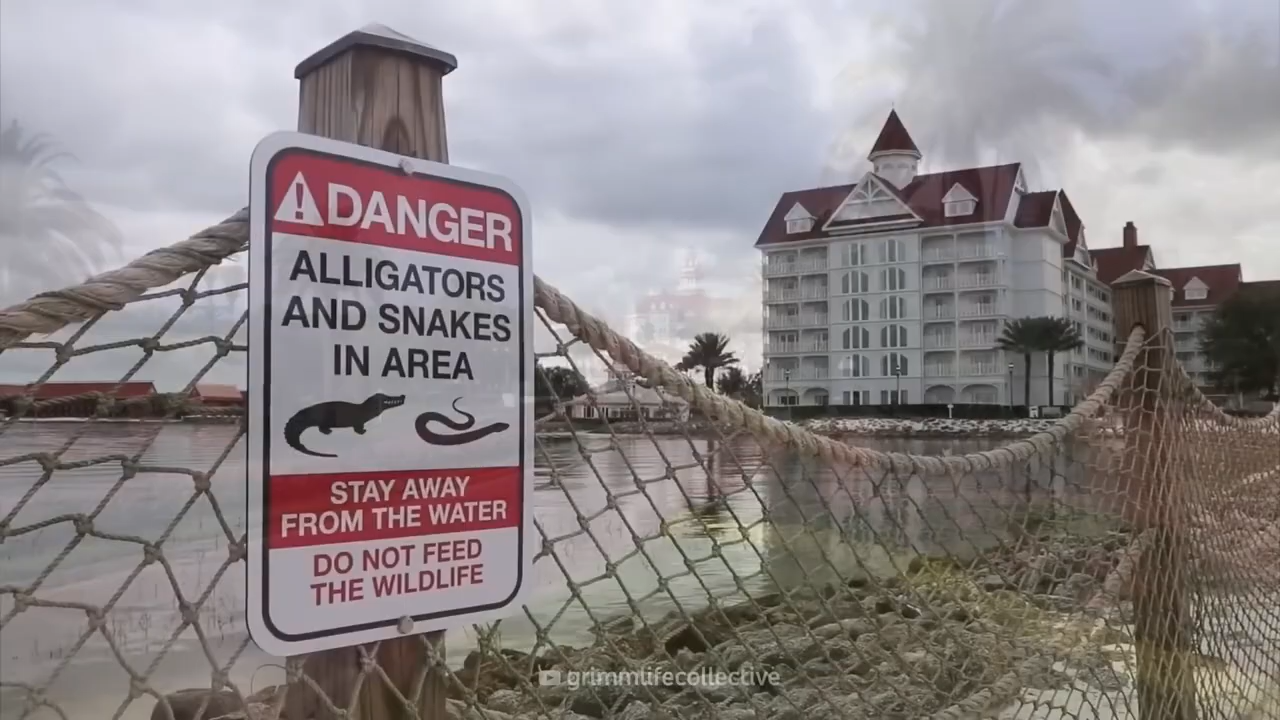 DANGER
ALLIGATORS
AND SNAKES
IN AREA
STAY AWAY
FROM THE WATER
DO NOT FEED
THE WILDLIFE
grimmlifecollective